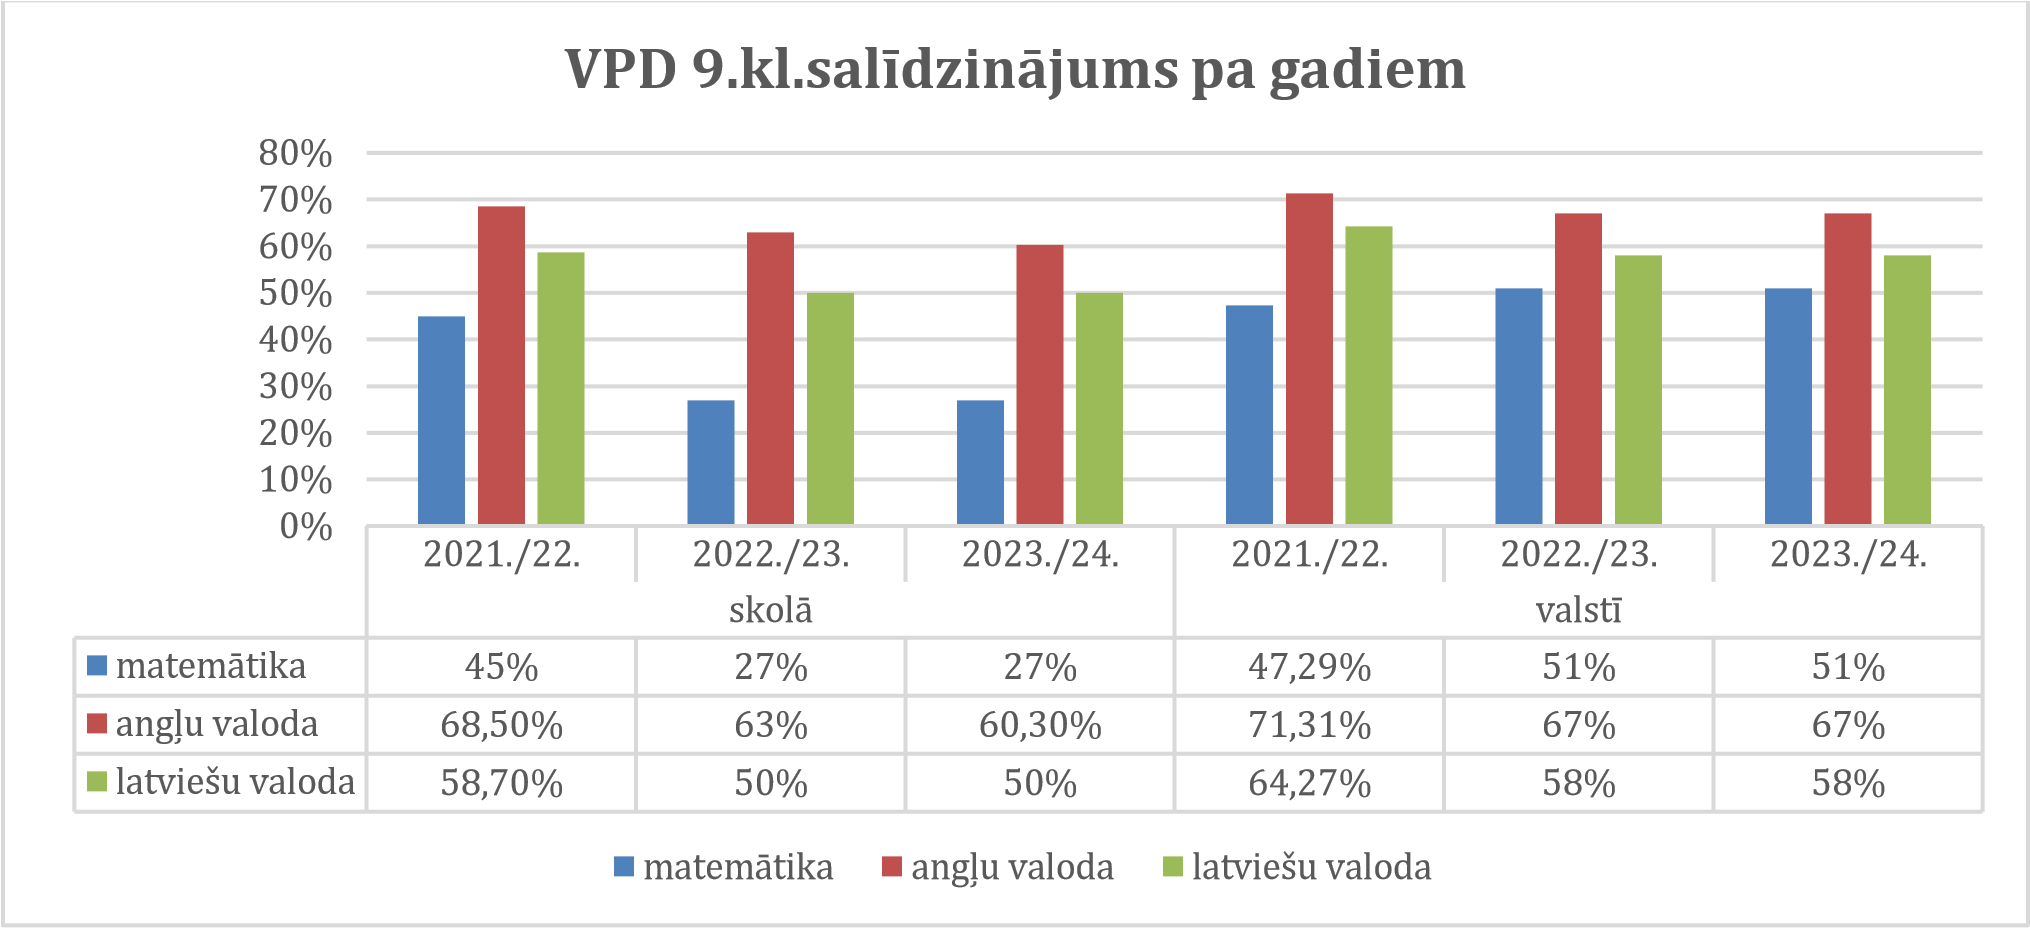 VPD 9.kl.salīdzinājums pa gadiem
80%
70%
60%
50%
40%
30%
20%
10%
0%
2021./22. 2022./23. 2023./24. 2021./22. 2022./23. 2023./24.
skolā valstī
matemātika 45% 27% 27% 47,29% 51% 51%
angļu valoda 68,50% 63% 60,30% 71,31% 67% 67%
latviešu valoda 58,70% 50% 50% 64,27% 58% 58%
matemātika angļu valoda latviešu valoda